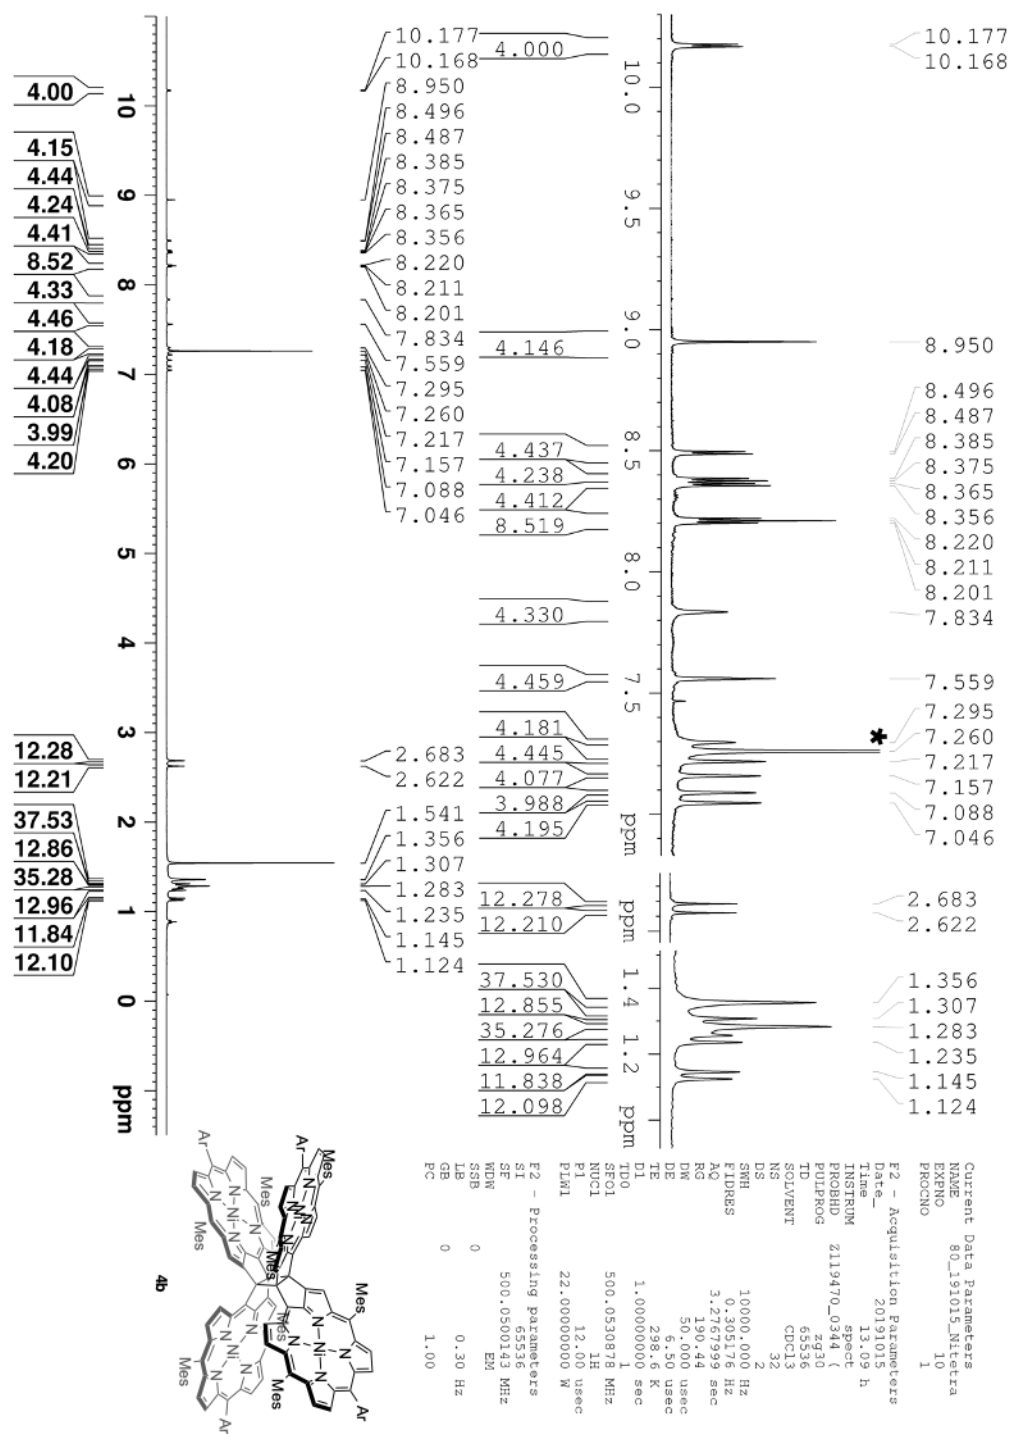 10.177
10.168
8.950
8.496
8.487
8.385
8.375
8.365
8.356
8.220
8.211
8.201
7.834
7.559
7.295
7.260
7.217
7.157
7.088
7.046
2.683
2.622
1.541
1.356
1.307
1.283
1.235
1.145
1.124
10
9
8
7
6
5
4
3
2
1
0
ppm
4.00
4.15
4.44
4.24
4.41
8.52
4.33
4.46
4.18
4.44
4.08
3.99
4.20
12.28
12.21
37.53
12.86
35.28
12.96
11.84
12.10
10.177
10.168
8.950
8.496
8.487
8.385
8.375
8.365
8.356
8.220
8.211
8.201
7.834
7.559
7.295
7.260
7.217
7.157
7.088
7.046
*
10.0
9.5
9.0
8.5
8.0
7.5
ppm
4.000
4.146
4.437
4.238
4.412
8.519
4.330
4.459
4.181
4.445
4.077
3.988
4.195
2.683
2.622
ppm
12.278
12.210
1.356
1.307
1.283
1.235
1.145
1.124
1.4
1.2
ppm
37.530
12.855
35.276
12.964
11.838
12.098
Current Data Parameters
NAME 80_191015_Nitetra
EXPNO 10
PROCNO 1
F2 - Acquisition Parameters
Date_ 20191015
Time 13.09 h
INSTRUM spect
PROBHD Z119470_0344 (
PULPROG zg30
TD 65536
SOLVENT CDCl3
NS 32
DS 2
SWH 10000.000 Hz
FIDRES 0.305176 Hz
AQ 3.2767999 sec
RG 190.44
DW 50.000 usec
DE 6.50 usec
TE 298.6 K
D1 1.00000000 sec
TD0 1
SFO1 500.0530878 MHz
NUC1 1H
P1 12.00 usec
PLW1 22.00000000 W
F2 - Processing parameters
SI 65536
SF 500.0500143 MHz
WDW EM
SSB 0
LB 0.30 Hz
GB 0
PC 1.00
Mes
Ar
N
N
Ni
N
N
Mes
Mes
Ar
N
N
Ni
N
N
Mes
Mes
N
N
Ni
N
N
Ar
Mes
Mes
N
N
Ni
N
N
Mes
Ar
4b